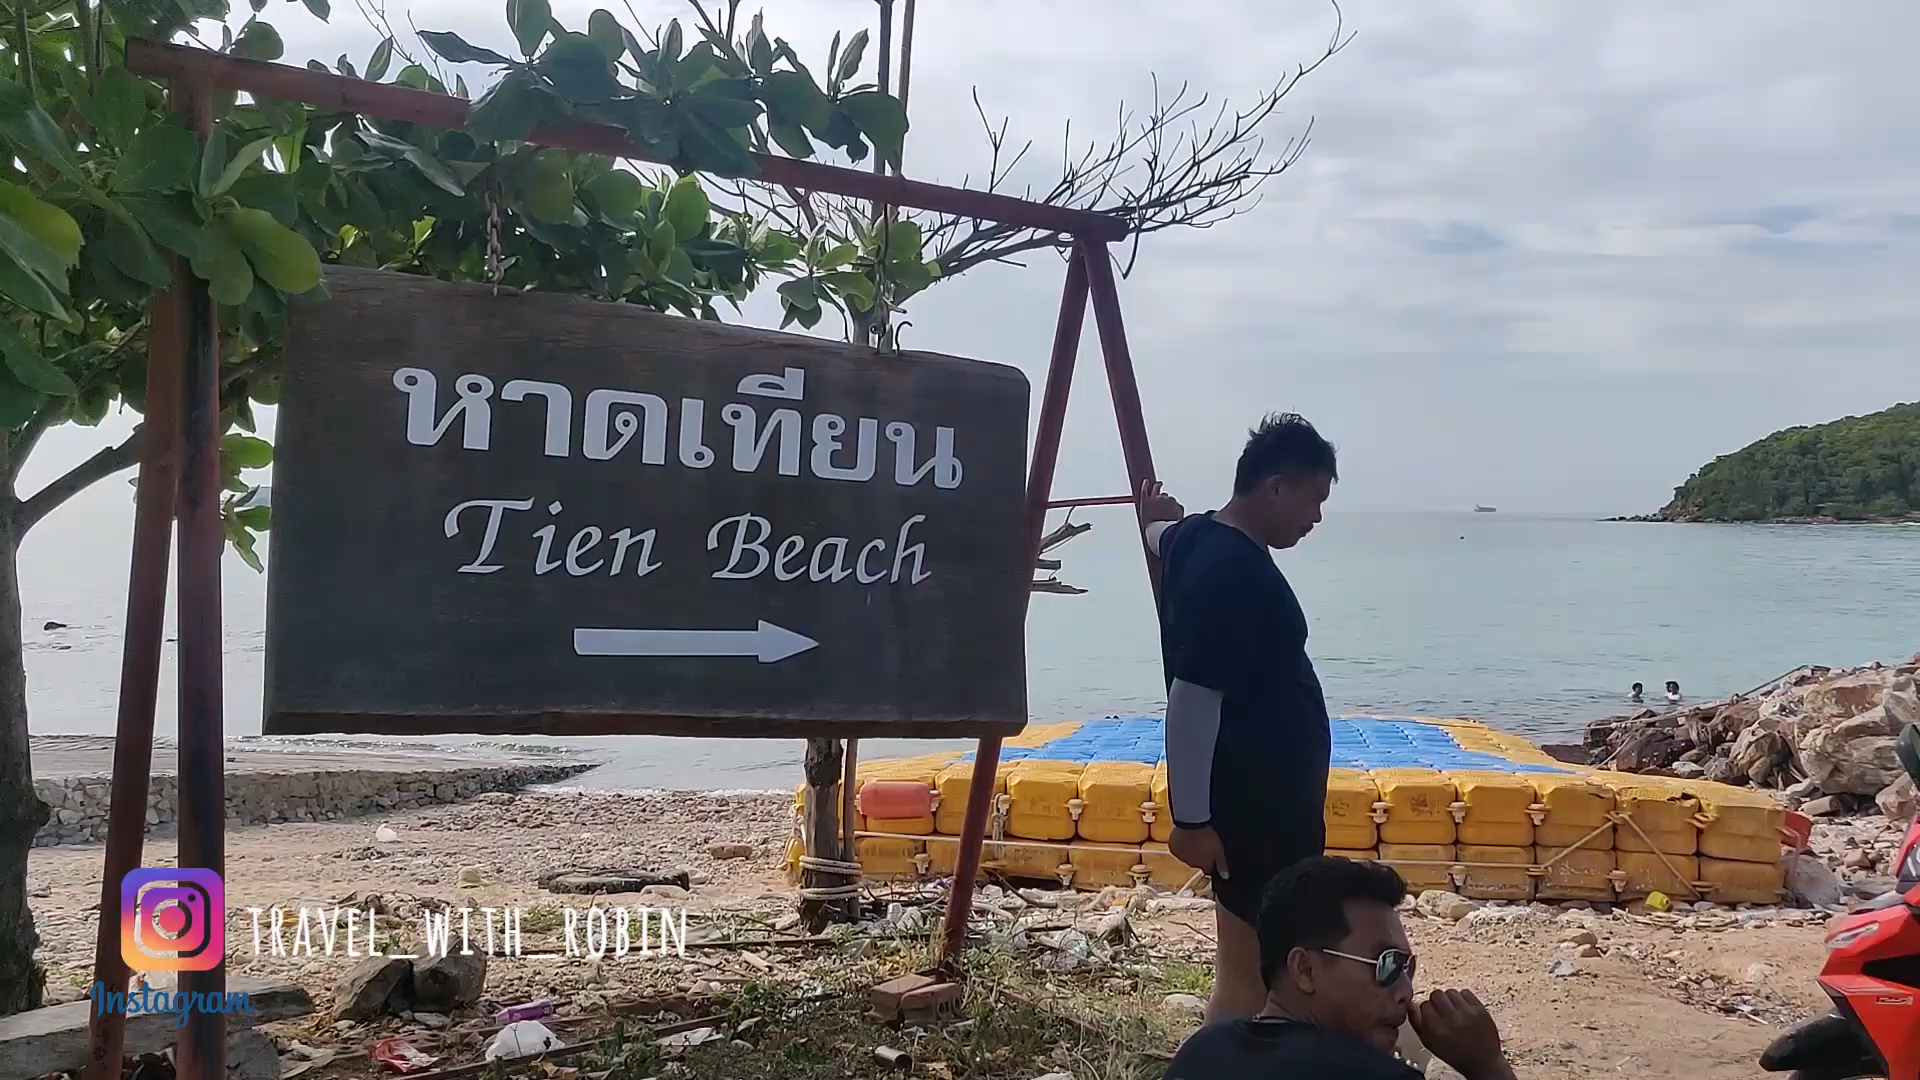 หาดเทียน
Tien Beach
TRAVEL_WITH_ROBIN
Instagram